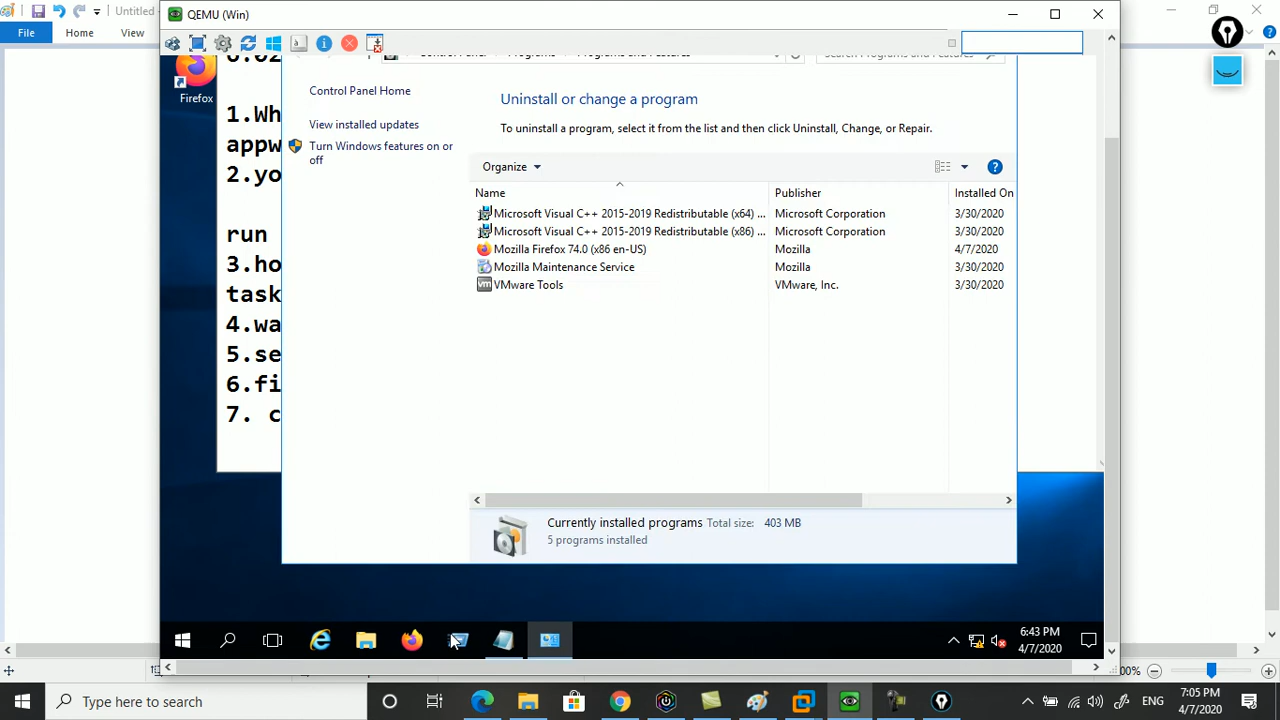 Untitled
QEMU (Win)
File
Home
View
Firefox
1.Wh
appw
2.yo
run
3.ho
task
4.wa
5.se
6.fi
7. c
Control Panel Home
View installed updates
Turn Windows features on or
off
Uninstall or change a program
To uninstall a program, select it from the list and then click Uninstall, Change, or Repair.
Organize
Name Publisher Installed On
Microsoft Visual C++ 2015-2019 Redistributable (x64) ... Microsoft Corporation 3/30/2020
Microsoft Visual C++ 2015-2019 Redistributable (x86) ... Microsoft Corporation 3/30/2020
Mozilla Firefox 74.0 (x86 en-US) Mozilla 4/7/2020
Mozilla Maintenance Service Mozilla 3/30/2020
VMware Tools VMware, Inc. 3/30/2020
Currently installed programs Total size: 403 MB
5 programs installed
6:43 PM
4/7/2020
00%
Type here to search
ENG
7:05 PM
4/7/2020